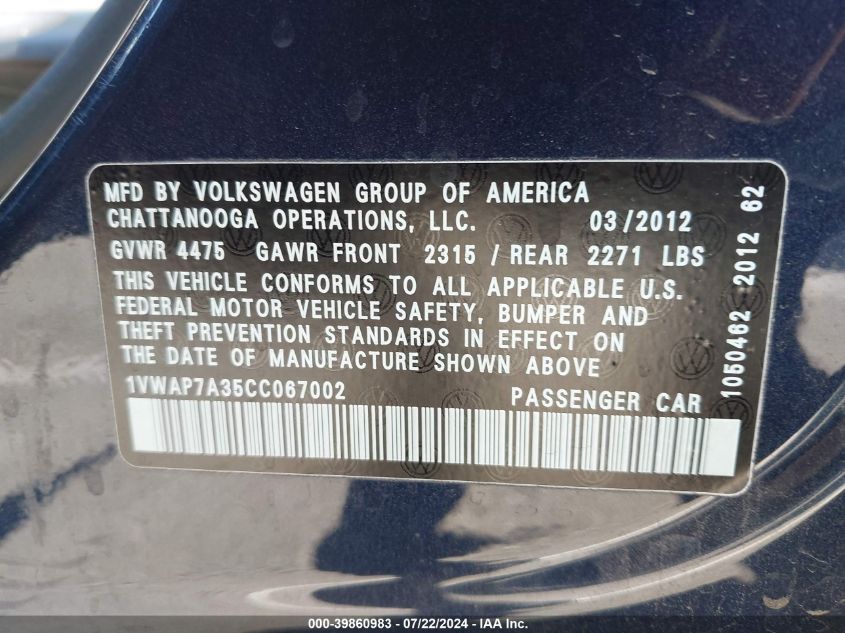 MFD BY VOLKSWAGEN GROUP OF AMERICA
CHATTANOOGA OPERATIONS, LLC. 03/2012
GVWR 4475 GAWR FRONT 2315 / REAR 2271 LBS
THIS VEHICLE CONFORMS TO ALL APPLICABLE U.S.
FEDERAL MOTOR VEHICLE SAFETY, BUMPER AND
THEFT PREVENTION STANDARDS IN EFFECT ON
THE DATE OF MANUFACTURE SHOWN ABOVE
1VWAP7A35CC067002 PASSENGER CAR
1050462 2012 62
000-39860983 - 07/22/2024 - IAA Inc.